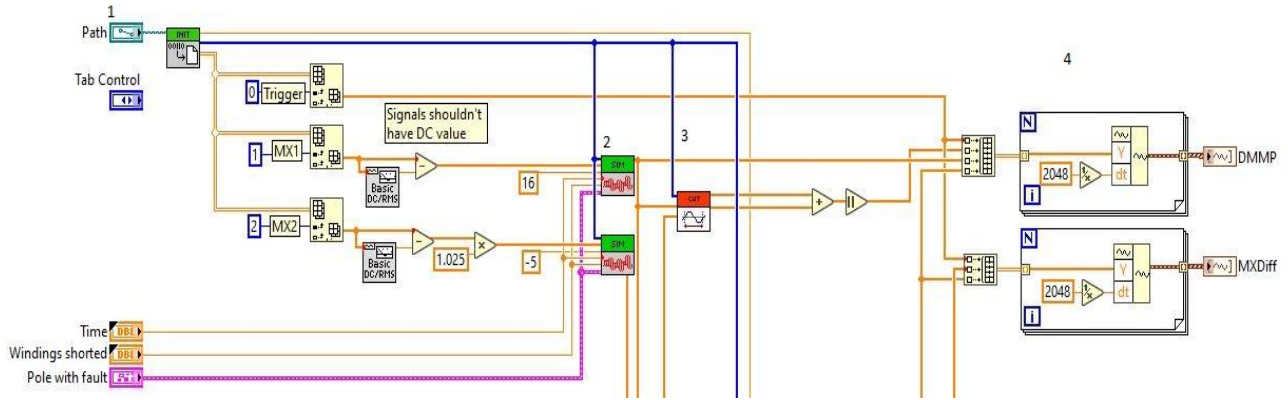 1
Path
INIT
Tab Control
0
Trigger
Signals shouldn't
have DC value
1
MX1
Basic
DC/RMS
2
MX2
Basic
DC/RMS
1.025
16
-5
2
SIM
SIM
3
CUT
4
N
Y
2048
1/x
dt
i
DMMP
N
Y
2048
1/x
dt
i
MXDiff
Time
DBL
Windings shorted
DBL
Pole with fault